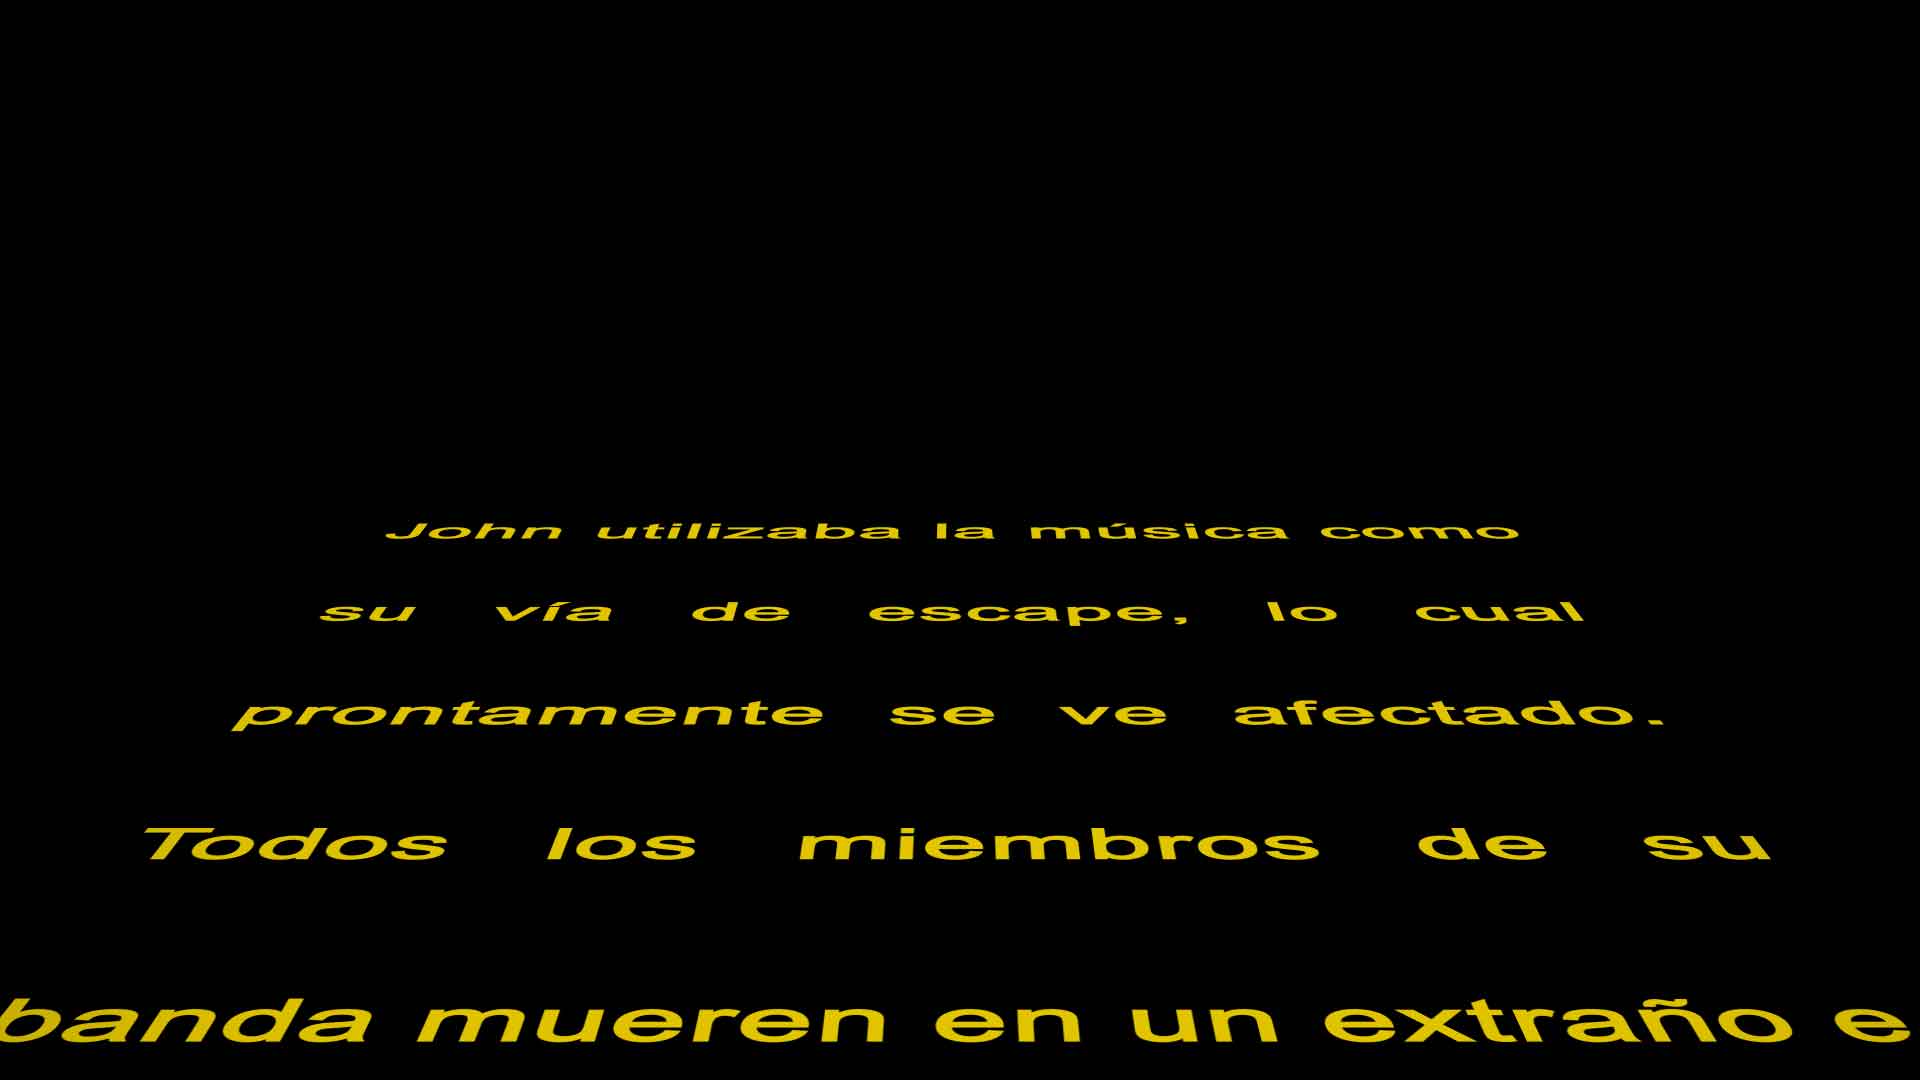 John utilizaba la música como
su vía de escape, lo cual
prontamente se ve afectado.
Todos los miembros de su
banda mueren en un extraño e